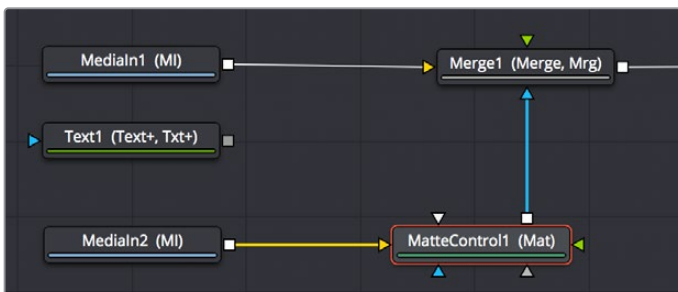 MediaIn1 (MI)
Merge1 (Merge, Mrg)
Text1 (Text+, Txt+)
MediaIn2 (MI)
MatteControl1 (Mat)